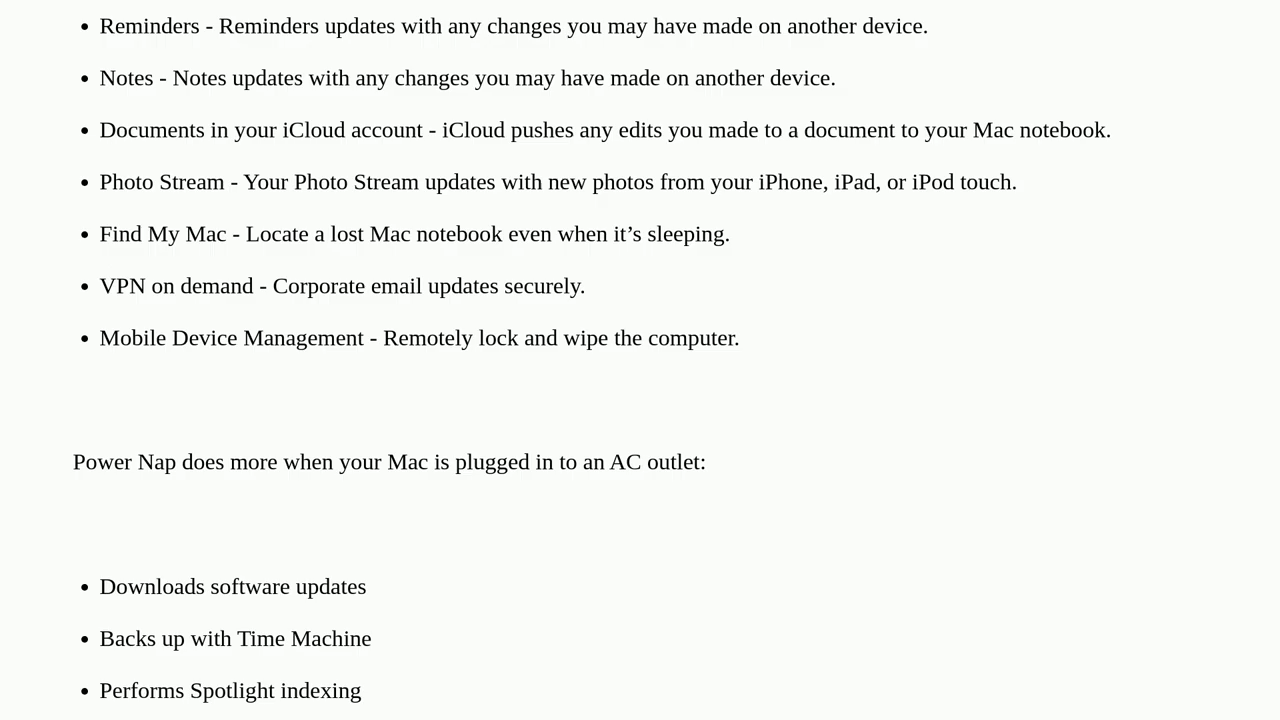 • Reminders - Reminders updates with any changes you may have made on another device.
• Notes - Notes updates with any changes you may have made on another device.
• Documents in your iCloud account - iCloud pushes any edits you made to a document to your Mac notebook.
• Photo Stream - Your Photo Stream updates with new photos from your iPhone, iPad, or iPod touch.
• Find My Mac - Locate a lost Mac notebook even when it’s sleeping.
• VPN on demand - Corporate email updates securely.
• Mobile Device Management - Remotely lock and wipe the computer.
Power Nap does more when your Mac is plugged in to an AC outlet:
• Downloads software updates
• Backs up with Time Machine
• Performs Spotlight indexing